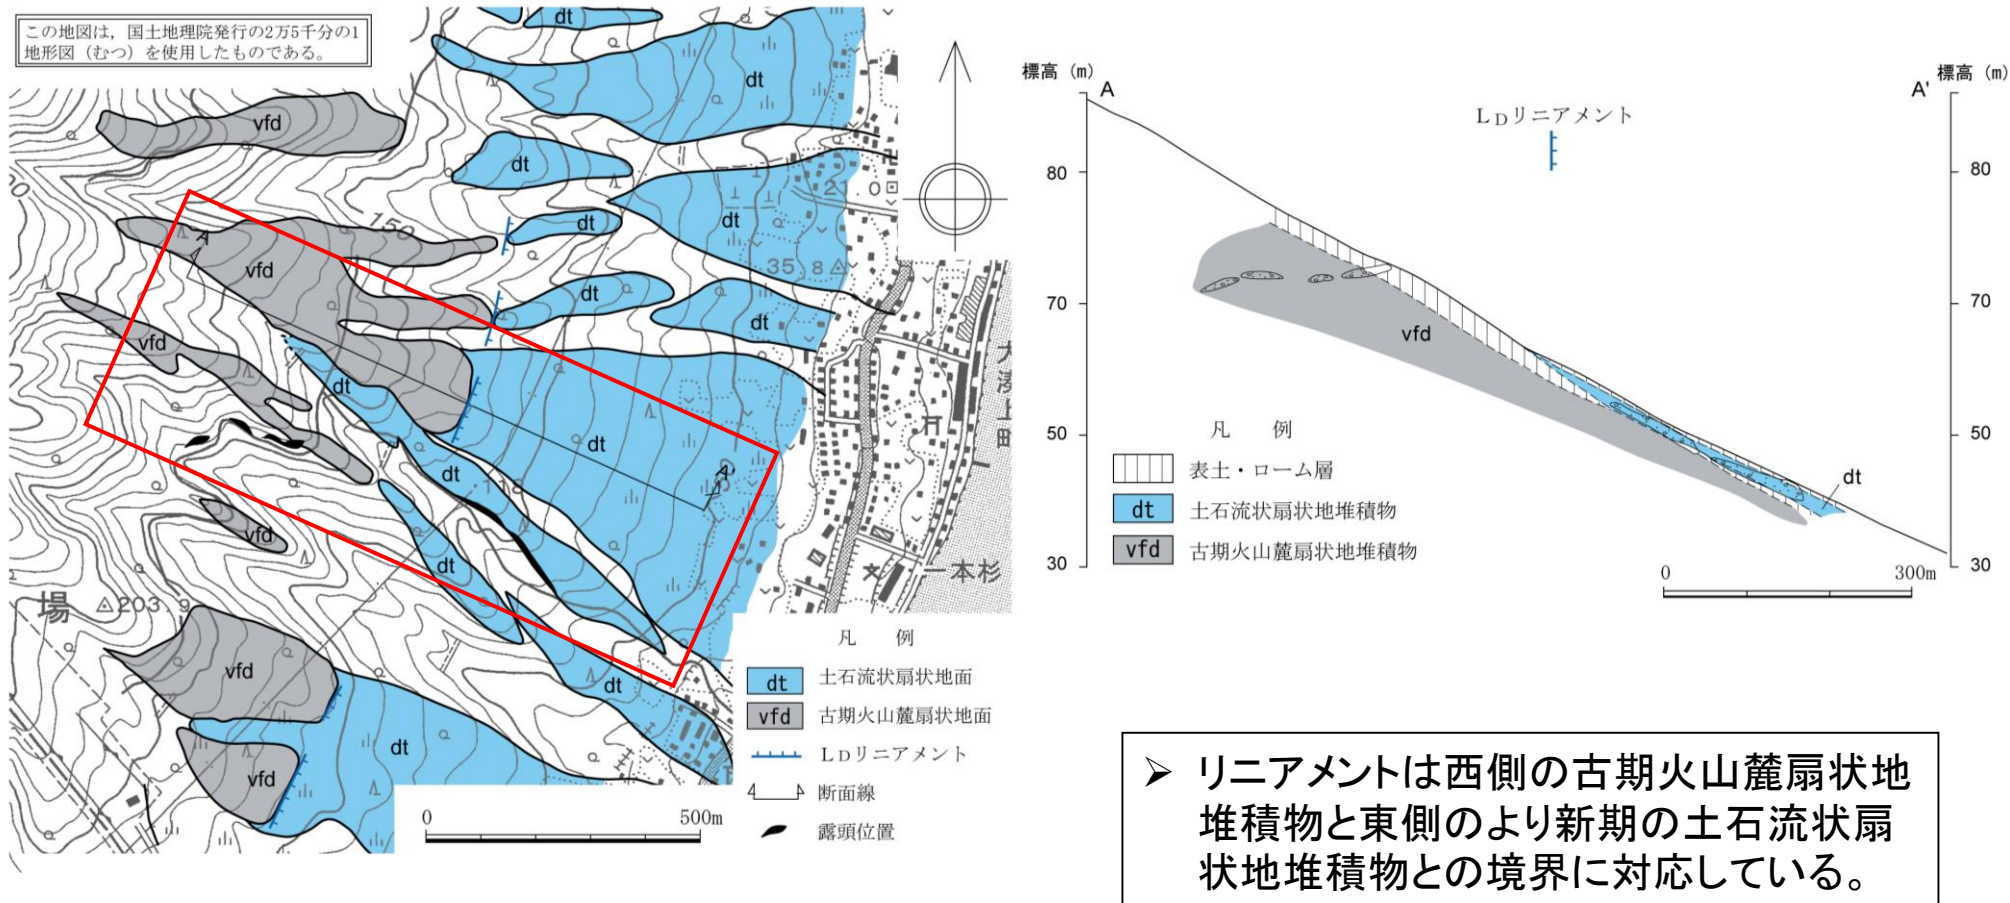 この地図は,国土地理院発行の2万5千分の1
地形図(むつ)を使用したものである。
dt
dt
vfd
dt
21.0
dt
dt
150
A
vfd
35.8
dt
dt
vfd
dt
dt
A'
dt
118
vfd
dt
一本杉
場
203.9
vfd
dt
dt
vfd
凡 例
dt 土石流状扇状地面
vfd 古期火山麓扇状地面
LDリニアメント
断面線
露頭位置
0 500m
標高 (m)
A
LDリニアメント
A'
標高 (m)
80
80
70
70
vfd
50
50
dt
30
30
凡 例
表土・ローム層
dt 土石流状扇状地堆積物
vfd 古期火山麓扇状地堆積物
0 300m
➢ リニアメントは西側の古期火山麓扇状地
堆積物と東側のより新期の土石流状扇
状地堆積物との境界に対応している。